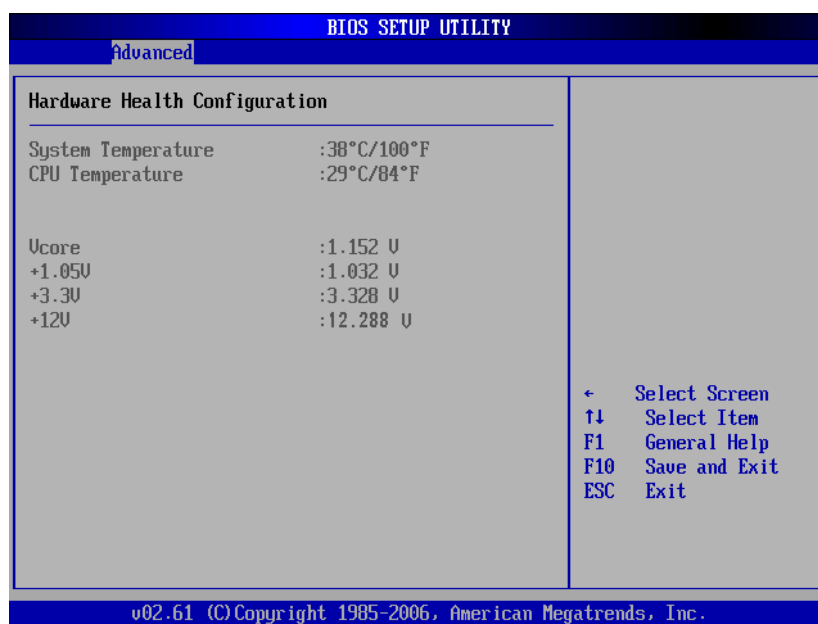 BIOS SETUP UTILITY
Advanced
Hardware Health Configuration
System Temperature :38°C/100°F
CPU Temperature :29°C/84°F
Vcore :1.152 V
+1.05V :1.032 V
+3.3V :3.328 V
+12V :12.288 V
← Select Screen
↑↓ Select Item
F1 General Help
F10 Save and Exit
ESC Exit
v02.61 (C)Copyright 1985-2006, American Megatrends, Inc.